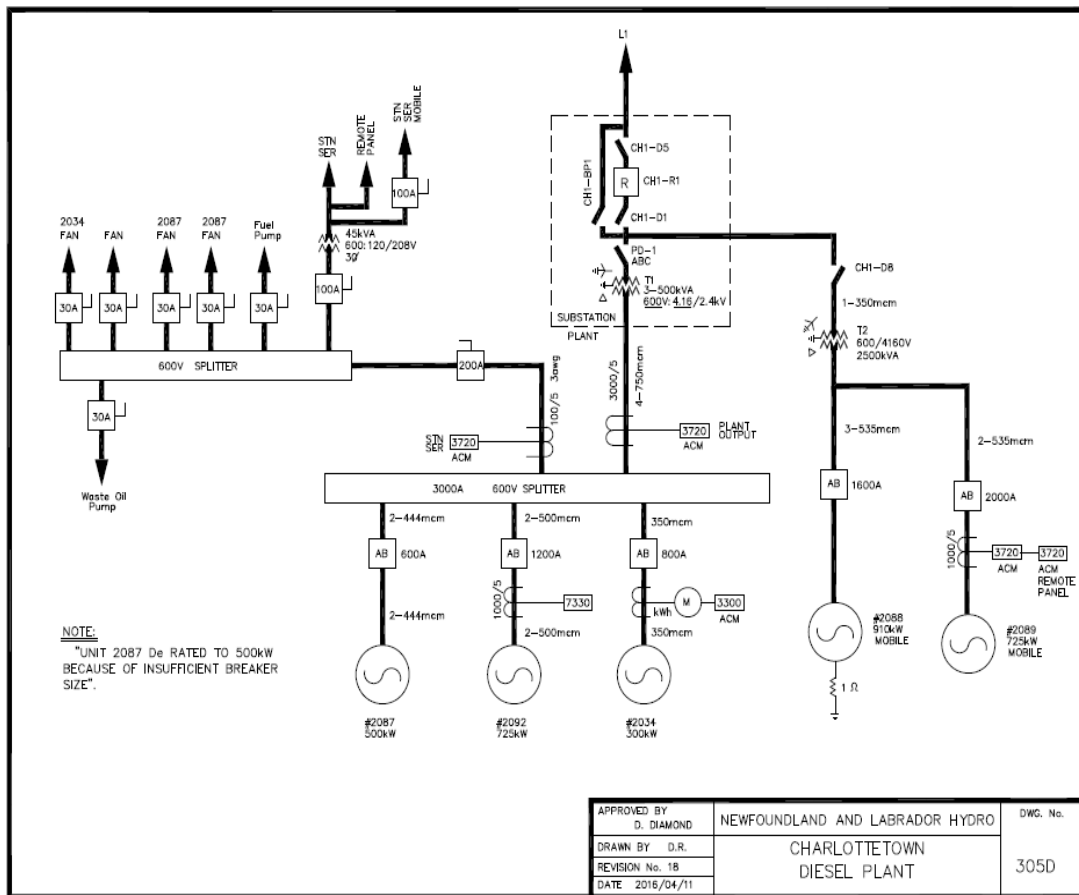 L1
STN
SER
REMOTE
PANEL
STN
SER
MOBILE
100A
CH1-BP1
CH1-D5
R
CH1-R1
CH1-D1
PD-1
ABC
T1
3-500kVA
600V: 4.16/2.4kV
SUBSTATION
PLANT
2034
FAN
FAN
2087
FAN
2087
FAN
Fuel
Pump
45kVA
600:120/208V
3Ø
30A
30A
30A
30A
30A
100A
600V SPLITTER
200A
30A
Waste Oil
Pump
3awg
100/5
STN
SER
3720
ACM
3000/5
4-750mcm
3720
ACM
PLANT
OUTPUT
CH1-D8
1-350mcm
T2
600/4160V
2500kVA
3-535mcm
2-535mcm
AB
1600A
AB
2000A
1000/5
3720
ACM
3720
ACM
REMOTE
PANEL
#2088
910kW
MOBILE
1 Ω
#2089
725kW
MOBILE
3000A 600V SPLITTER
2-444mcm
2-500mcm
350mcm
AB
600A
AB
1200A
AB
800A
2-444mcm
1000/5
7330
2-500mcm
kWh
M
3300
ACM
350mcm
#2087
500kW
#2092
725kW
#2034
300kW
NOTE:
"UNIT 2087 De RATED TO 500kW
BECAUSE OF INSUFFICIENT BREAKER
SIZE".
APPROVED BY
D. DIAMOND
DRAWN BY D.R.
REVISION No. 18
DATE 2016/04/11
NEWFOUNDLAND AND LABRADOR HYDRO
CHARLOTTETOWN
DIESEL PLANT
DWG. No.
305D